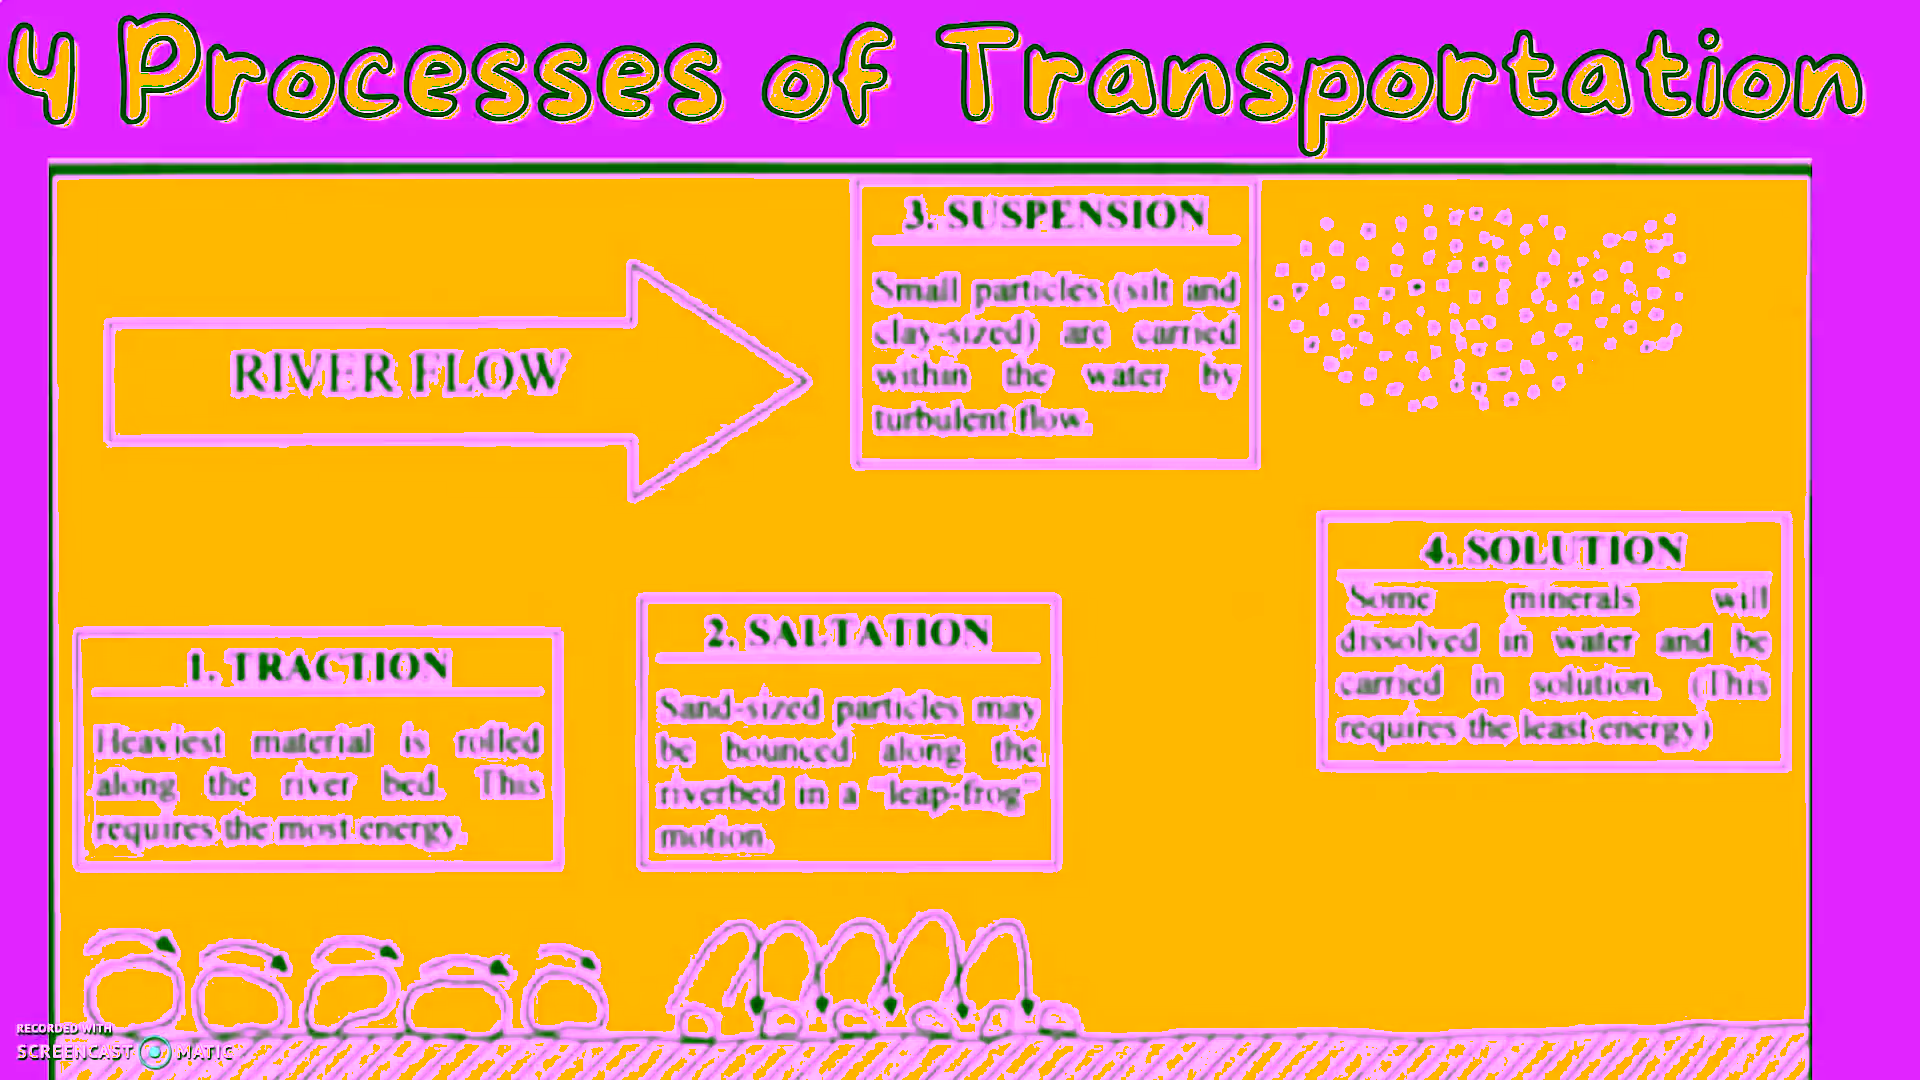 4 Processes of Transportation
3. SUSPENSION
Small particles (silt and
clay-sized) are carried
within the water by
turbulent flow.
RIVER FLOW
4. SOLUTION
Some minerals will
dissolved in water and be
carried in solution. (This
requires the least energy)
2. SALTATION
Sand-sized particles may
be bounced along the
riverbed in a "leap-frog"
motion.
1. TRACTION
Heaviest material is rolled
along the river bed. This
requires the most energy.
RECORDED WITH
SCREENCAST MATIC